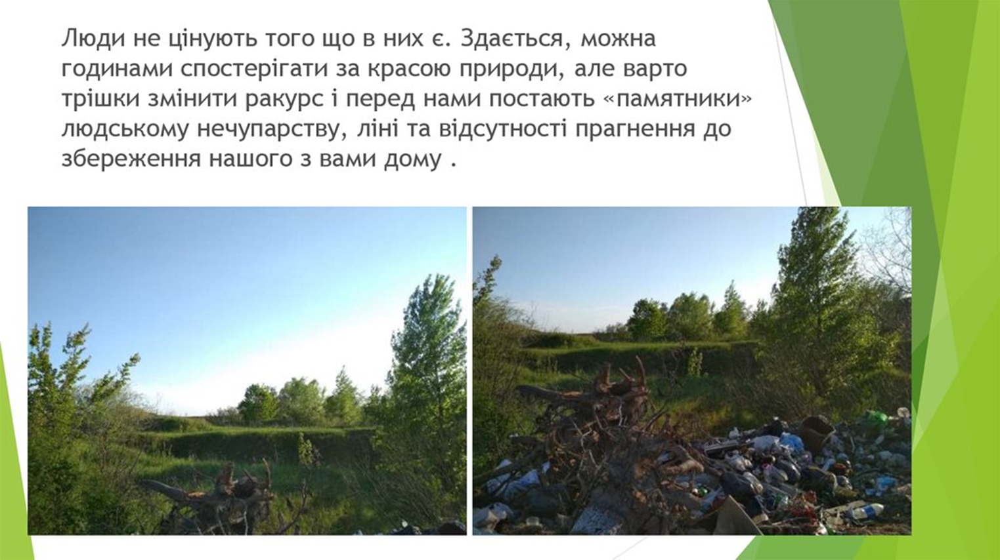 Люди не цінують того що в них є. Здається, можна
годинами спостерігати за красою природи, але варто
трішки змінити ракурс і перед нами постають «памятники»
людському нечупарству, ліні та відсутності прагнення до
збереження нашого з вами дому .